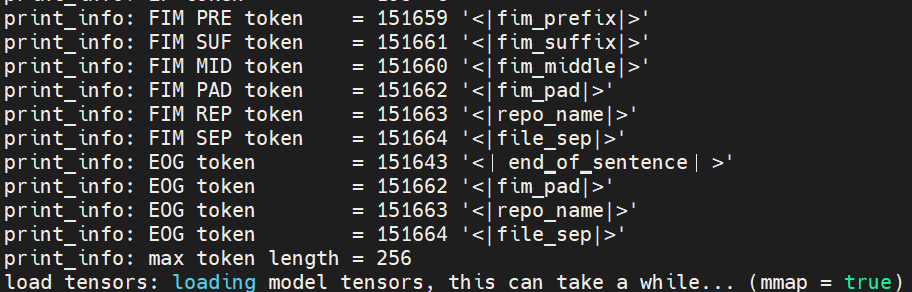 print_info: FIM PRE token    = 151659 '<|fim_prefix|>'
print_info: FIM SUF token    = 151661 '<|fim_suffix|>'
print_info: FIM MID token    = 151660 '<|fim_middle|>'
print_info: FIM PAD token    = 151662 '<|fim_pad|>'
print_info: FIM REP token    = 151663 '<|repo_name|>'
print_info: FIM SEP token    = 151664 '<|file_sep|>'
print_info: EOG token        = 151643 '<| end_of_sentence| >'
print_info: EOG token        = 151662 '<|fim_pad|>'
print_info: EOG token        = 151663 '<|repo_name|>'
print_info: EOG token        = 151664 '<|file_sep|>'
print_info: max token length = 256
load tensors: loading model tensors, this can take a while... (mmap = true)